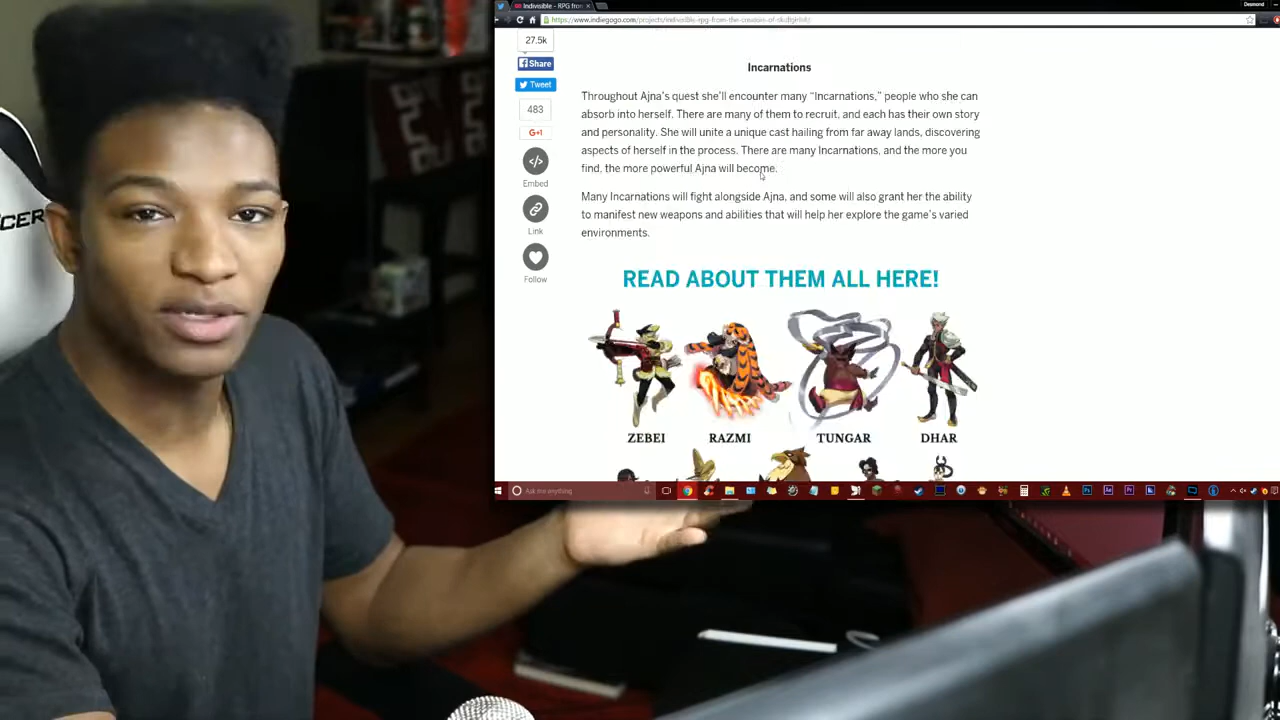 Desmond
Indivisible - RPG from
https://www.indiegogo.com/projects/indivisible-rpg-from-the-creators-of-skullgirls#/
27.5k
Share
Tweet
483
G+1
Embed
Link
Follow
Incarnations
Throughout Ajna's quest she'll encounter many “Incarnations,” people who she can
absorb into herself. There are many of them to recruit, and each has their own story
and personality. She will unite a unique cast hailing from far away lands, discovering
aspects of herself in the process. There are many Incarnations, and the more you
find, the more powerful Ajna will become.
Many Incarnations will fight alongside Ajna, and some will also grant her the ability
to manifest new weapons and abilities that will help her explore the game's varied
environments.
READ ABOUT THEM ALL HERE!
ZEBEI RAZMI TUNGAR DHAR
Ask me anything